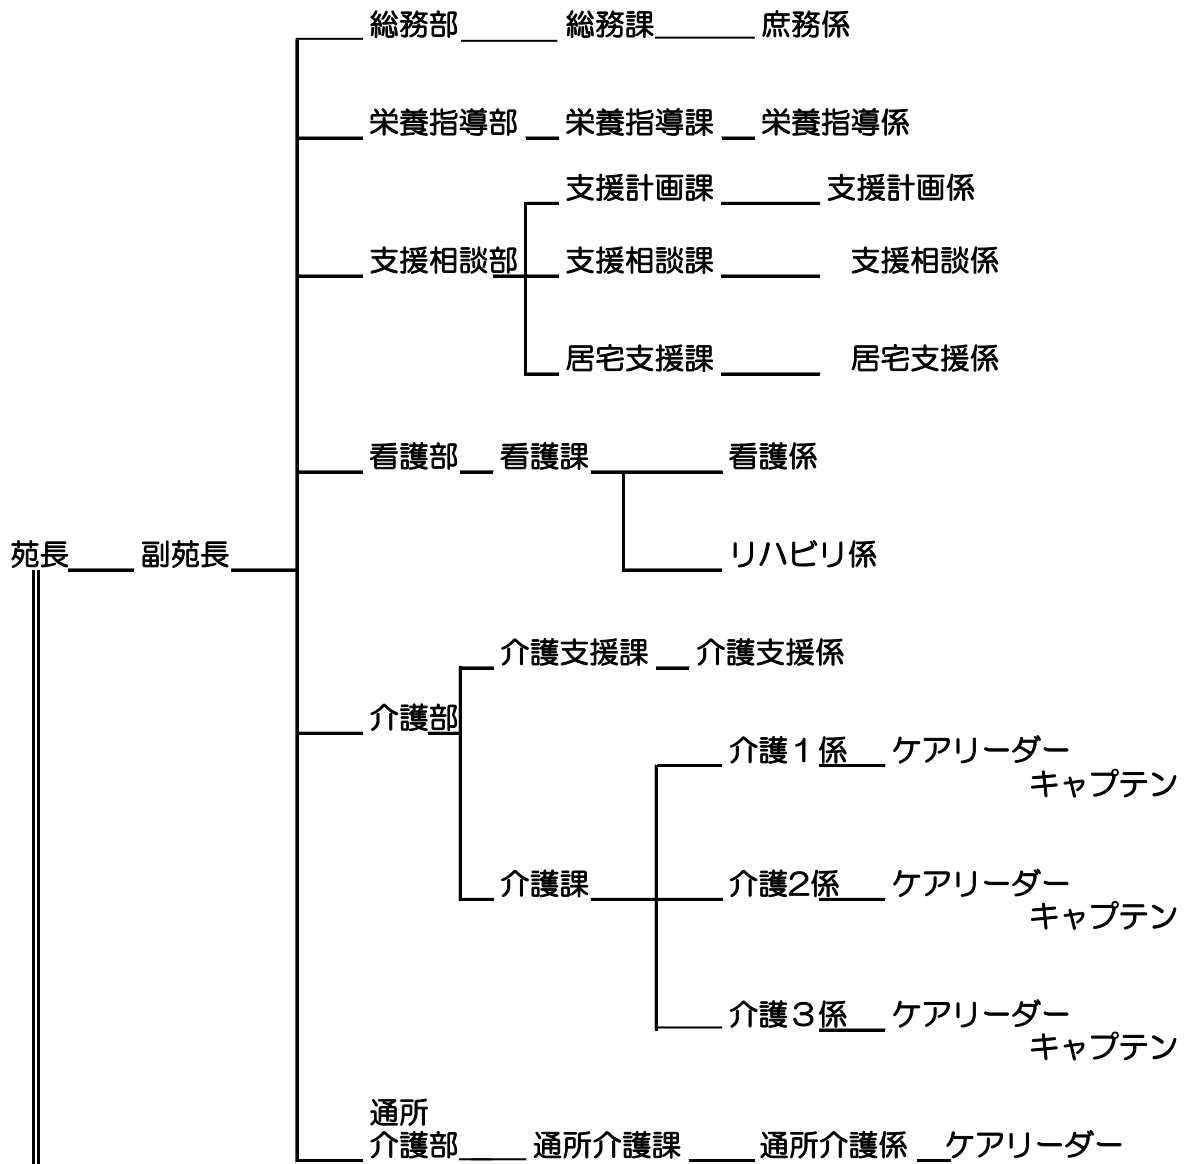 総務部 総務課 庶務係
栄養指導部 栄養指導課 栄養指導係
支援計画課 支援計画係
支援相談部 支援相談課 支援相談係
居宅支援課 居宅支援係
看護部 看護課 看護係
苑長 副苑長 リハビリ係
介護支援課 介護支援係
介護部
介護１係 ケアリーダー
キャプテン
介護課 介護2係 ケアリーダー
キャプテン
介護３係 ケアリーダー
キャプテン
通所
介護部 通所介護課 通所介護係 ケアリーダー